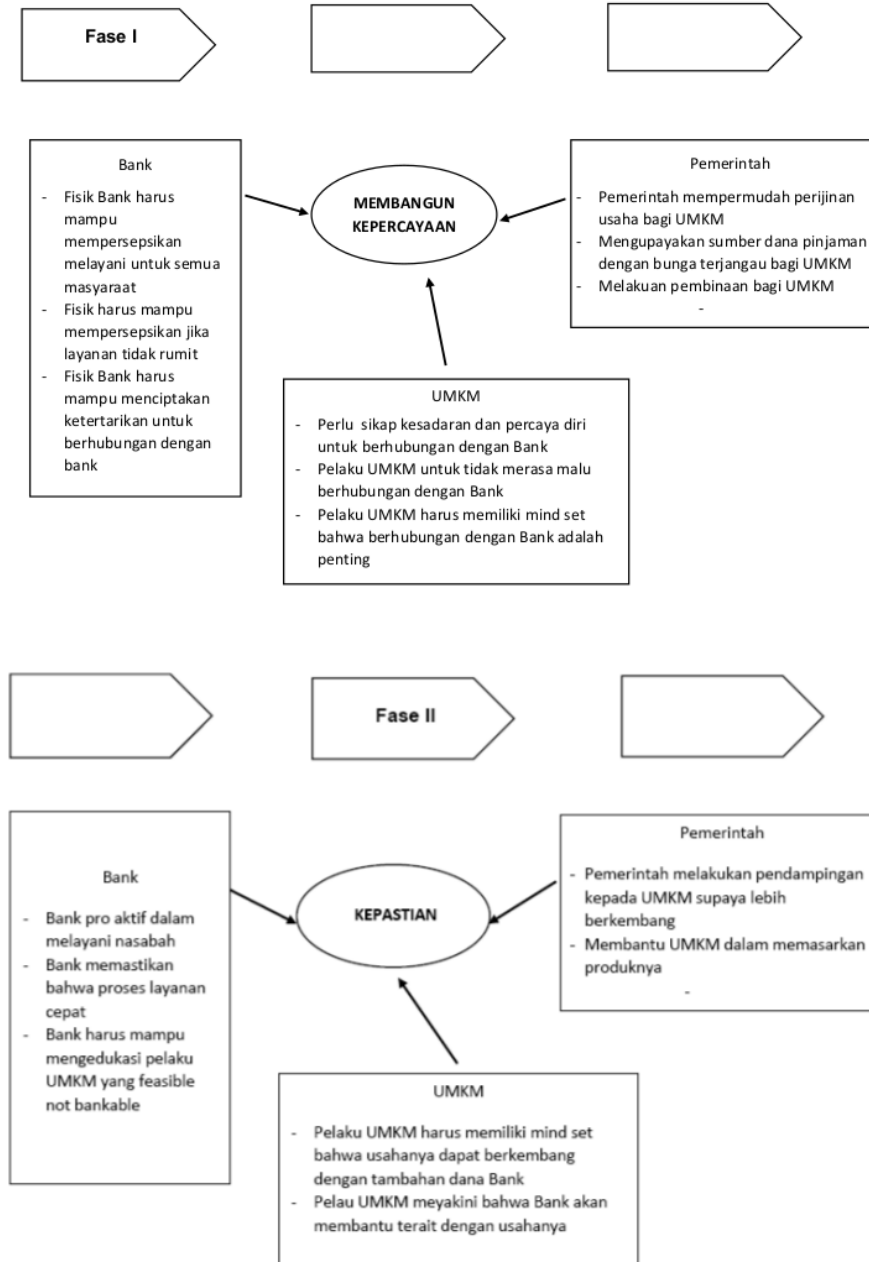 Fase I
Bank
- Fisik Bank harus
mampu
mempersepsikan
melayani untuk semua
masyaraat
- Fisik harus mampu
mempersepsikan jika
layanan tidak rumit
- Fisik Bank harus
mampu menciptakan
ketertarikan untuk
berhubungan dengan
bank
MEMBANGUN
KEPERCAYAAN
Pemerintah
- Pemerintah mempermudah perijinan
usaha bagi UMKM
- Mengupayakan sumber dana pinjaman
dengan bunga terjangau bagi UMKM
- Melakuan pembinaan bagi UMKM
-
UMKM
- Perlu sikap kesadaran dan percaya diri
untuk berhubungan dengan Bank
- Pelaku UMKM untuk tidak merasa malu
berhubungan dengan Bank
- Pelaku UMKM harus memiliki mind set
bahwa berhubungan dengan Bank adalah
penting
Fase II
Bank
- Bank pro aktif dalam
melayani nasabah
- Bank memastikan
bahwa proses layanan
cepat
- Bank harus mampu
mengedukasi pelaku
UMKM yang feasible
not bankable
KEPASTIAN
Pemerintah
- Pemerintah melakukan pendampingan
kepada UMKM supaya lebih
berkembang
- Membantu UMKM dalam memasarkan
produknya
-
UMKM
- Pelaku UMKM harus memiliki mind set
bahwa usahanya dapat berkembang
dengan tambahan dana Bank
- Pelau UMKM meyakini bahwa Bank akan
membantu terait dengan usahanya